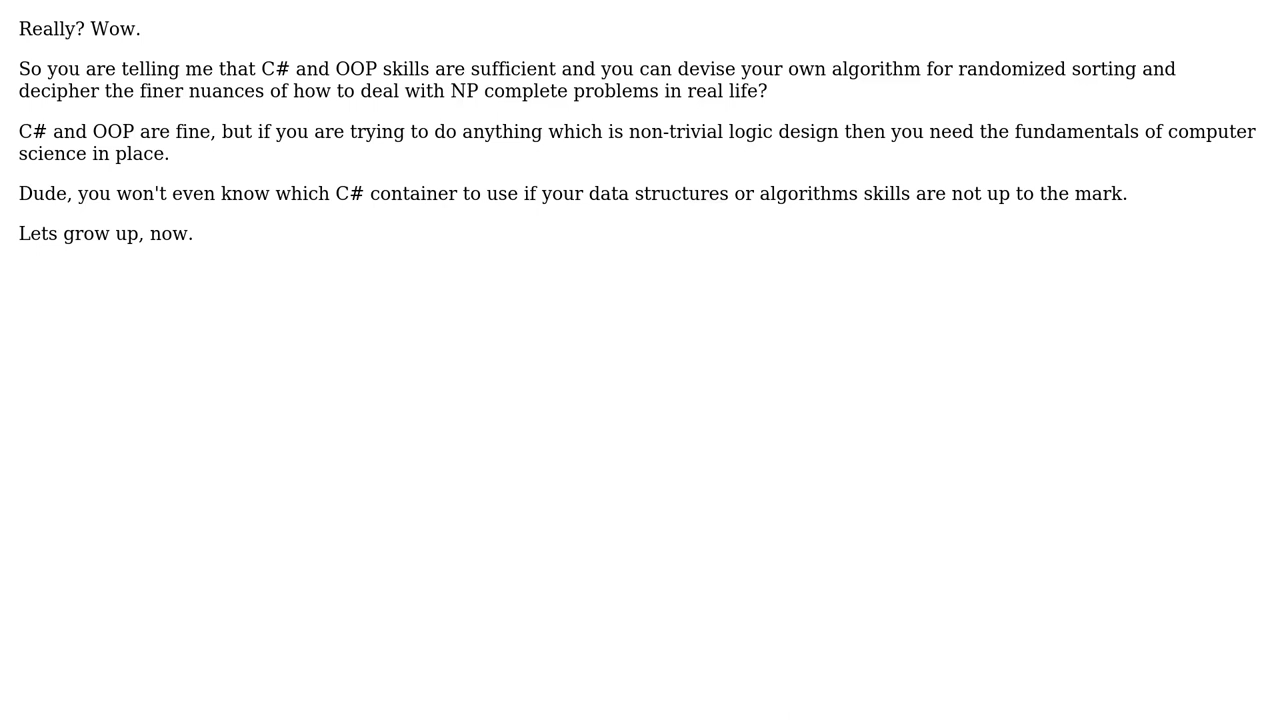 Really? Wow.
So you are telling me that C# and OOP skills are sufficient and you can devise your own algorithm for randomized sorting and
decipher the finer nuances of how to deal with NP complete problems in real life?
C# and OOP are fine, but if you are trying to do anything which is non-trivial logic design then you need the fundamentals of computer
science in place.
Dude, you won't even know which C# container to use if your data structures or algorithms skills are not up to the mark.
Lets grow up, now.